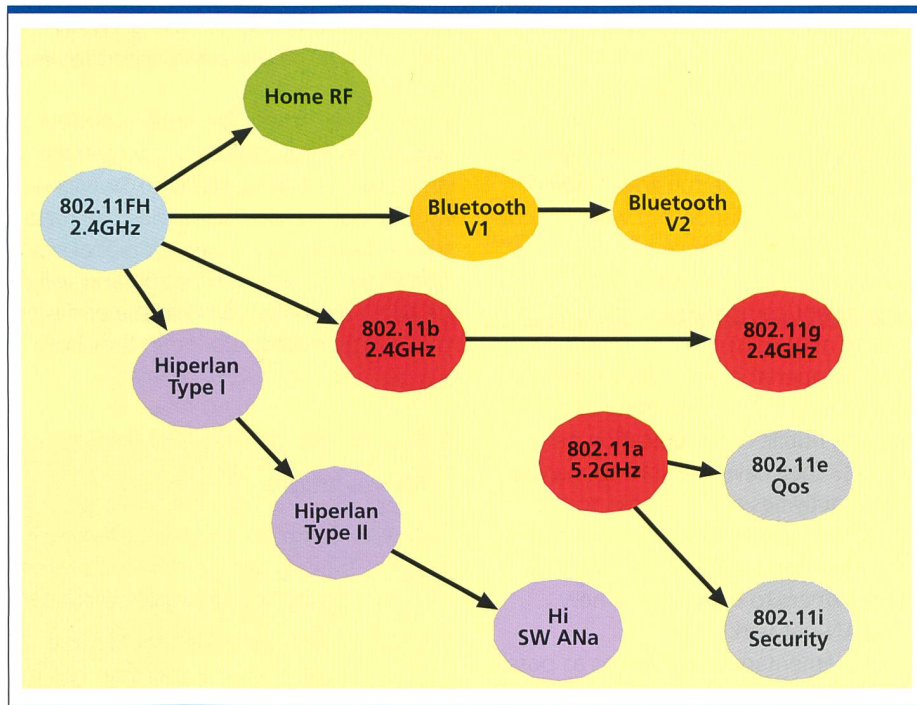 Home RF
802.11FH
2.4GHz
Bluetooth
V1
Bluetooth
V2
802.11b
2.4GHz
802.11g
2.4GHz
Hiperlan
Type I
802.11a
5.2GHz
802.11e
Qos
Hiperlan
Type II
Hi
SW ANa
802.11i
Security